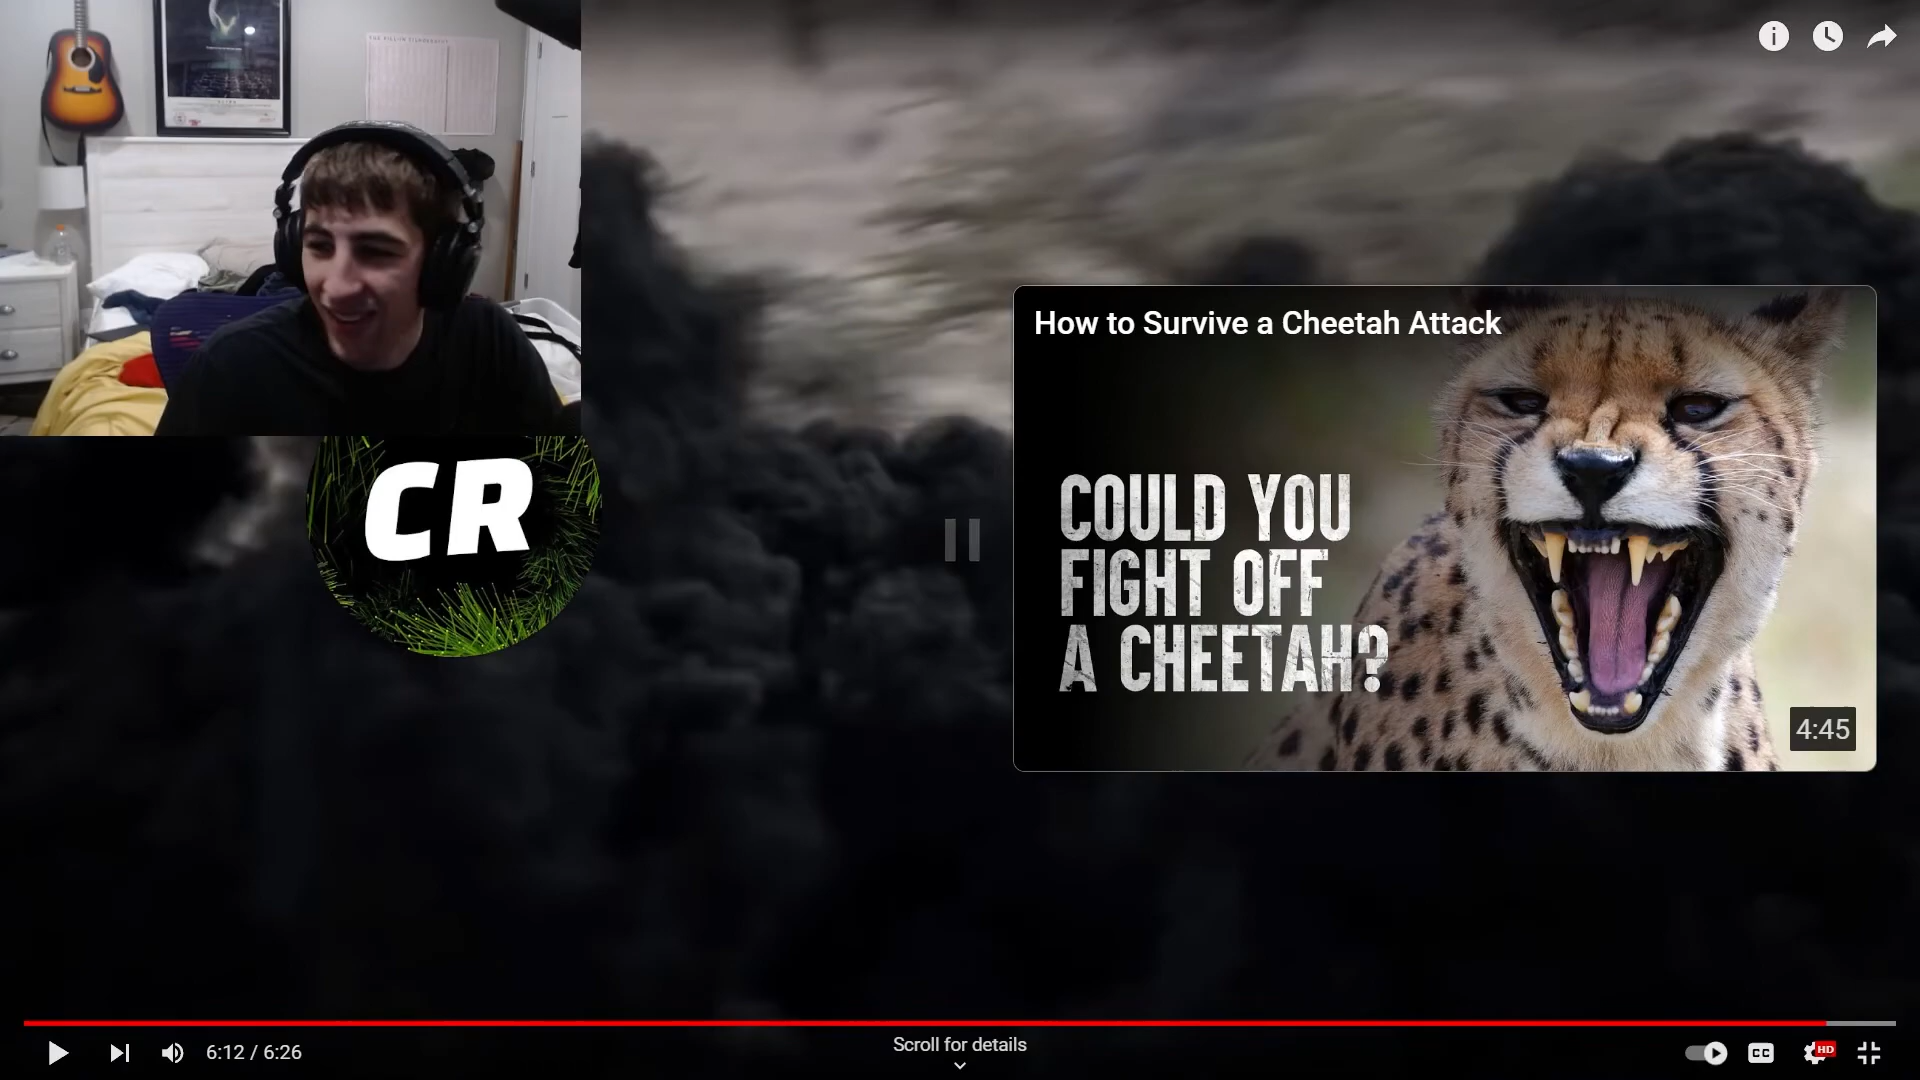 How to Survive a Cheetah Attack
CR
COULD YOU
FIGHT OFF
A CHEETAH?
4:45
6:12 / 6:26
Scroll for details
CC
HD